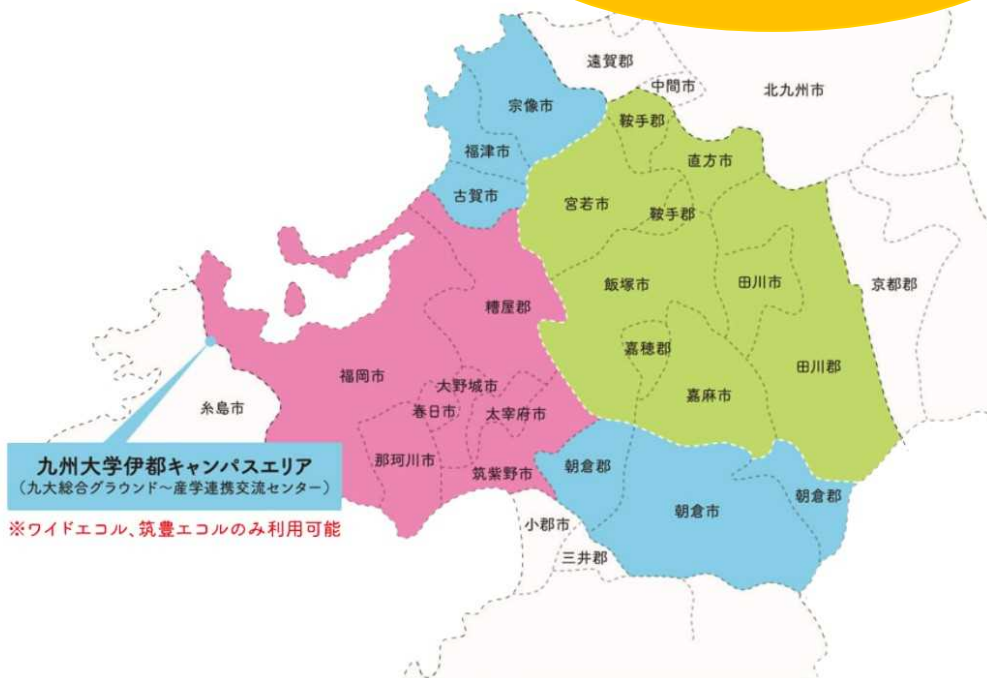 遠賀郡
中間市
北九州市
宗像市
鞍手郡
福津市
直方市
古賀市
宮若市
鞍手郡
飯塚市
田川市
京都郡
糟屋郡
嘉穂郡
田川郡
福岡市
大野城市
嘉麻市
糸島市
春日市
太宰府市
那珂川市
筑紫野市
朝倉郡
朝倉郡
朝倉市
小郡市
三井郡
九州大学伊都キャンパスエリア
（九大総合グラウンド～産学連携交流センター）
※ワイドエコル、筑豊エコルのみ利用可能